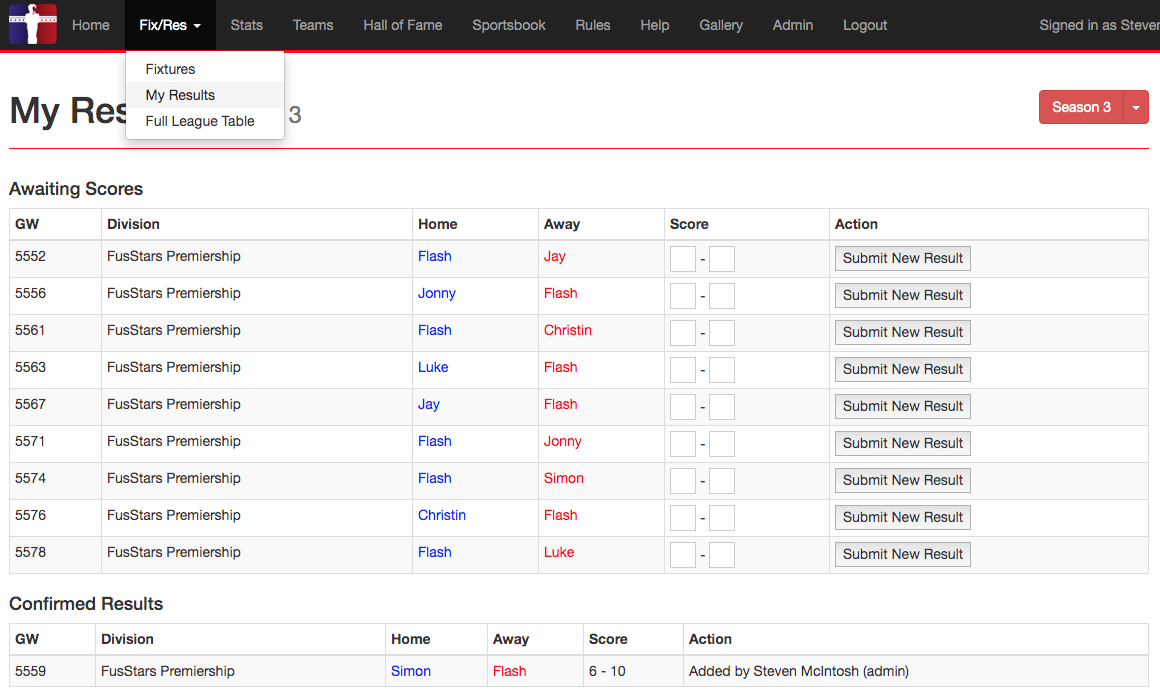 Home Fix/Res Stats Teams Hall of Fame Sportsbook Rules Help Gallery Admin Logout Signed in as Steven
Fixtures
My Results
Full League Table
My Res 3 Season 3
Awaiting Scores
GW Division Home Away Score Action
5552 FusStars Premiership Flash Jay - Submit New Result
5556 FusStars Premiership Jonny Flash - Submit New Result
5561 FusStars Premiership Flash Christin - Submit New Result
5563 FusStars Premiership Luke Flash - Submit New Result
5567 FusStars Premiership Jay Flash - Submit New Result
5571 FusStars Premiership Flash Jonny - Submit New Result
5574 FusStars Premiership Flash Simon - Submit New Result
5576 FusStars Premiership Christin Flash - Submit New Result
5578 FusStars Premiership Flash Luke - Submit New Result
Confirmed Results
GW Division Home Away Score Action
5559 FusStars Premiership Simon Flash 6 - 10 Added by Steven McIntosh (admin)